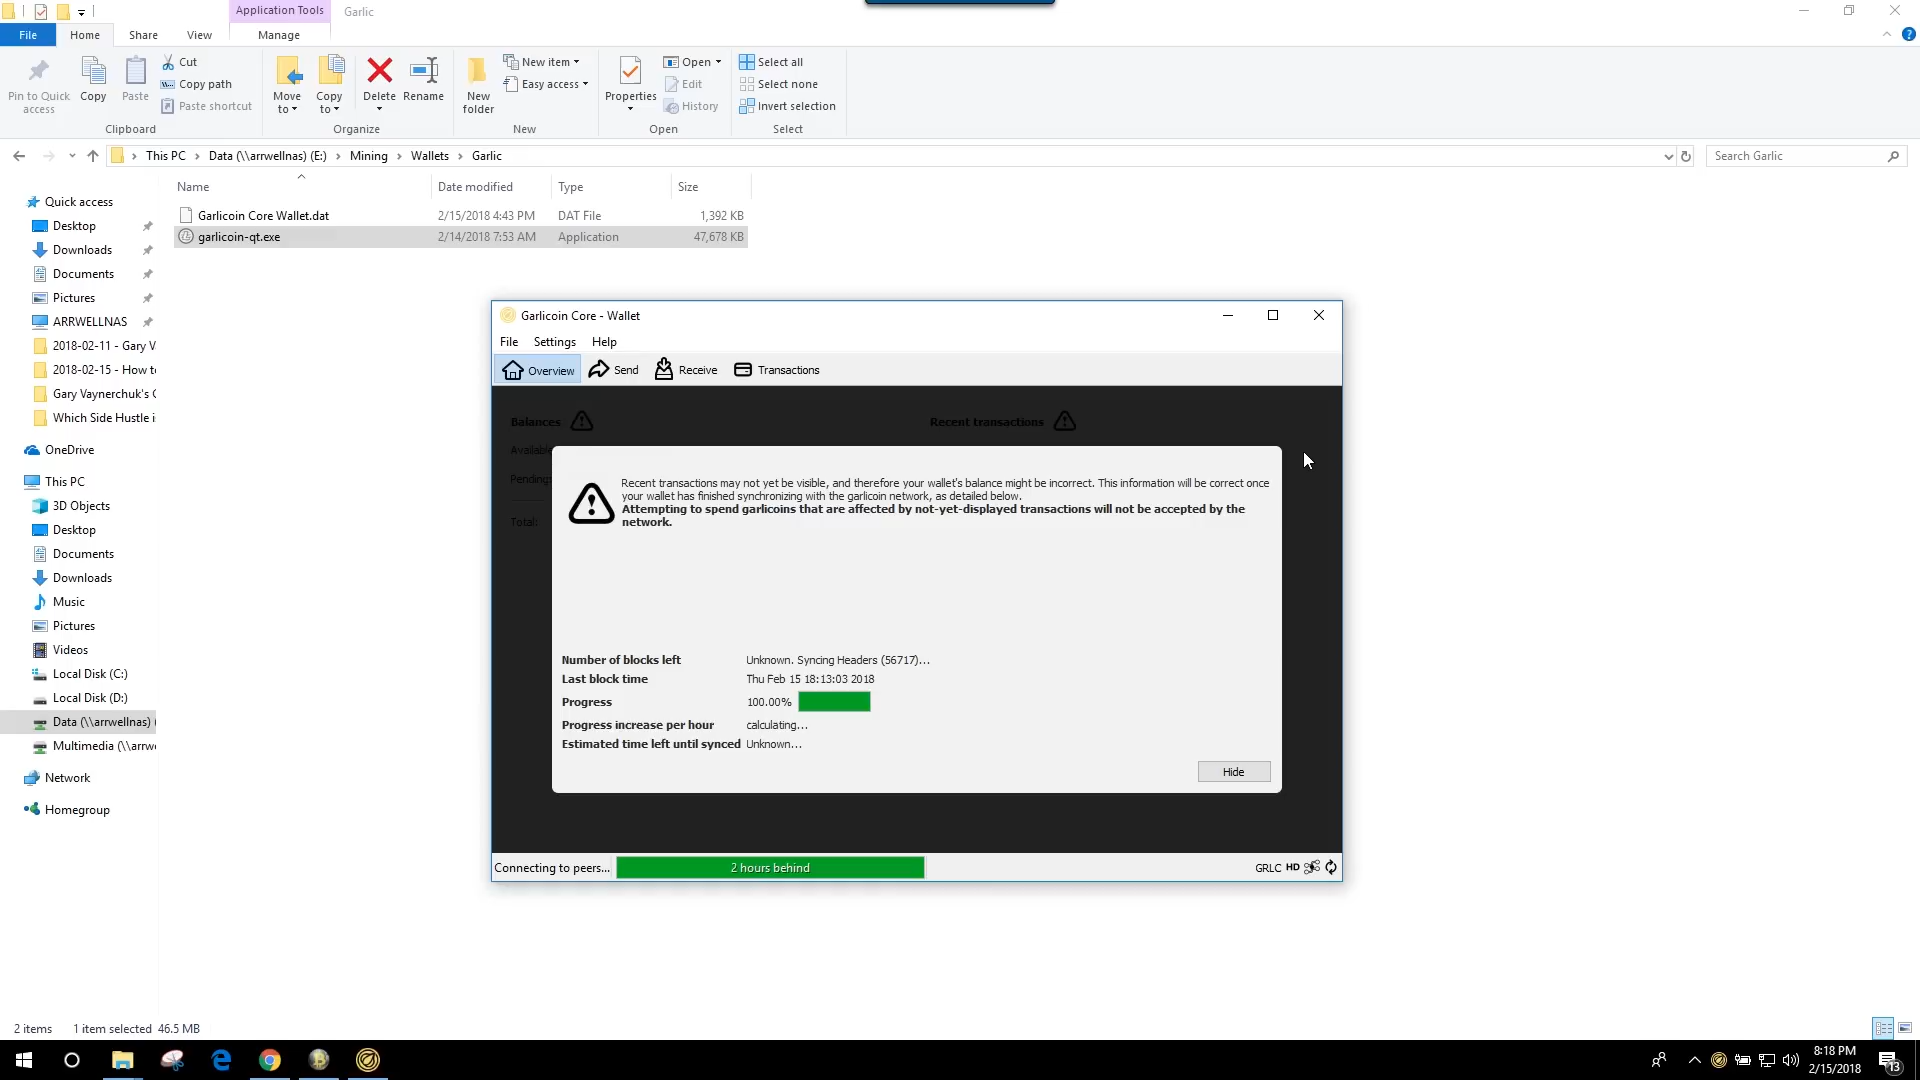 Application Tools
Garlic
File
Home
Share
View
Manage
Pin to Quick
access
Copy
Paste
Cut
Copy path
Paste shortcut
Clipboard
Move
to
Copy
to
Delete
Rename
Organize
New
folder
New item
Easy access
New
Properties
Open
Edit
History
Open
Select all
Select none
Invert selection
Select
This PC > Data (\\arrwellnas) (E:) > Mining > Wallets > Garlic
Search Garlic
Name
Date modified
Type
Size
Garlicoin Core Wallet.dat
2/15/2018 4:43 PM
DAT File
1,392 KB
garlicoin-qt.exe
2/14/2018 7:53 AM
Application
47,678 KB
Quick access
Desktop
Downloads
Documents
Pictures
ARRWELLNAS
2018-02-11 - Gary V
2018-02-15 - How to
Gary Vaynerchuk's
Which Side Hustle i
OneDrive
This PC
3D Objects
Desktop
Documents
Downloads
Music
Pictures
Videos
Local Disk (C:)
Local Disk (D:)
Data (\\arrwellnas) (
Multimedia (\\arrw
Network
Homegroup
Garlicoin Core - Wallet
File
Settings
Help
Overview
Send
Receive
Transactions
Balances
Recent transactions
Available
Pending:
Total:
Recent transactions may not yet be visible, and therefore your wallet's balance might be incorrect. This information will be correct once
your wallet has finished synchronizing with the garlicoin network, as detailed below.
Attempting to spend garlicoins that are affected by not-yet-displayed transactions will not be accepted by the
network.
Number of blocks left
Unknown. Syncing Headers (56717)...
Last block time
Thu Feb 15 18:13:03 2018
Progress
100.00%
Progress increase per hour
calculating...
Estimated time left until synced
Unknown...
Hide
Connecting to peers...
2 hours behind
GRLC HD
2 items
1 item selected 46.5 MB
8:18 PM
2/15/2018
13